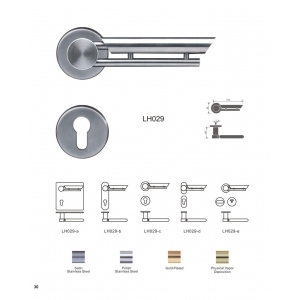 LH029
LH029-a
LH029-b
LH029-c
LH029-d
LH029-e
Satin
Stainless Steel
Polish
Stainless Steel
Gold Plated
Physical Vapor
Deposition
30